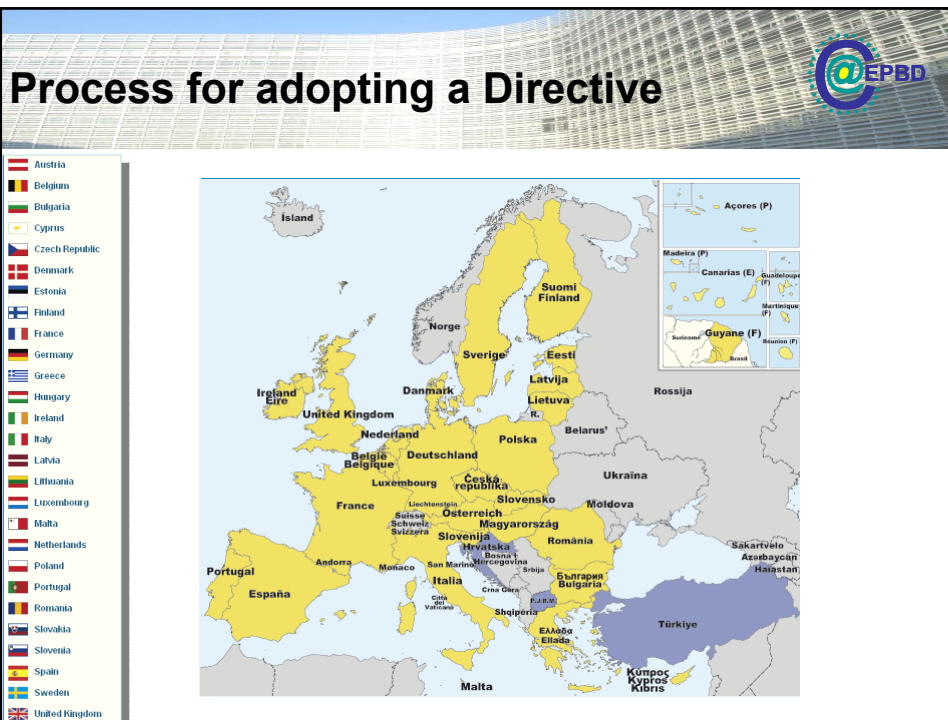 Process for adopting a Directive
@EPBD
Austria
Belgium
Bulgaria
Cyprus
Czech Republic
Denmark
Estonia
Finland
France
Germany
Greece
Hungary
Ireland
Italy
Latvia
Lithuania
Luxembourg
Malta
Netherlands
Poland
Portugal
Romania
Slovakia
Slovenia
Spain
Sweden
United Kingdom
Ísland
Norge
Sverige
Suomi
Finland
Eesti
Latvija
Lietuva
R.
Danmark
Ireland
Éire
United Kingdom
Nederland
België
Belgique
Deutschland
Polska
Belarus'
Rossija
Ukraïna
Luxembourg
Česká
republika
Slovensko
Moldova
France
Liechtenstein
Suisse
Schweiz
Svizzera
Österreich
Magyarország
Slovenija
Hrvatska
România
Bosna i
Hercegovina
Srbija
San Marino
Monaco
Andorra
Portugal
España
Italia
Città
del
Vaticano
Crna Gora
България
Bulgaria
P.J.R.M.
Shqipëria
Ελλάδα
Ellada
Türkiye
Sakartvelo
Azərbaycan
Haïastan
Malta
Κύπρος
Kypros
Kıbrıs
Açores (P)
Madeira (P)
Canarias (E)
Guadeloupe
(F)
Martinique
(F)
Guyane (F)
Suriname
Brasil
Réunion (F)